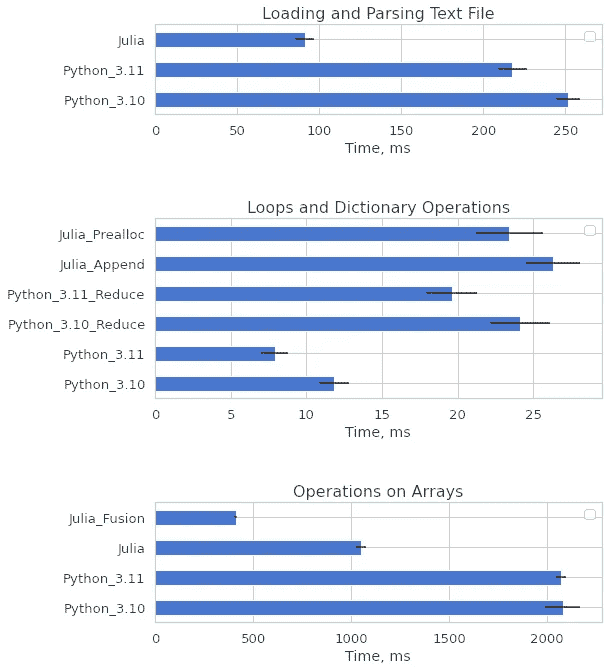 Loading and Parsing Text File
Julia
Python_3.11
Python_3.10
0 50 100 150 200 250
Time, ms
Loops and Dictionary Operations
Julia_Prealloc
Julia_Append
Python_3.11_Reduce
Python_3.10_Reduce
Python_3.11
Python_3.10
0 5 10 15 20 25
Time, ms
Operations on Arrays
Julia_Fusion
Julia
Python_3.11
Python_3.10
0 500 1000 1500 2000
Time, ms